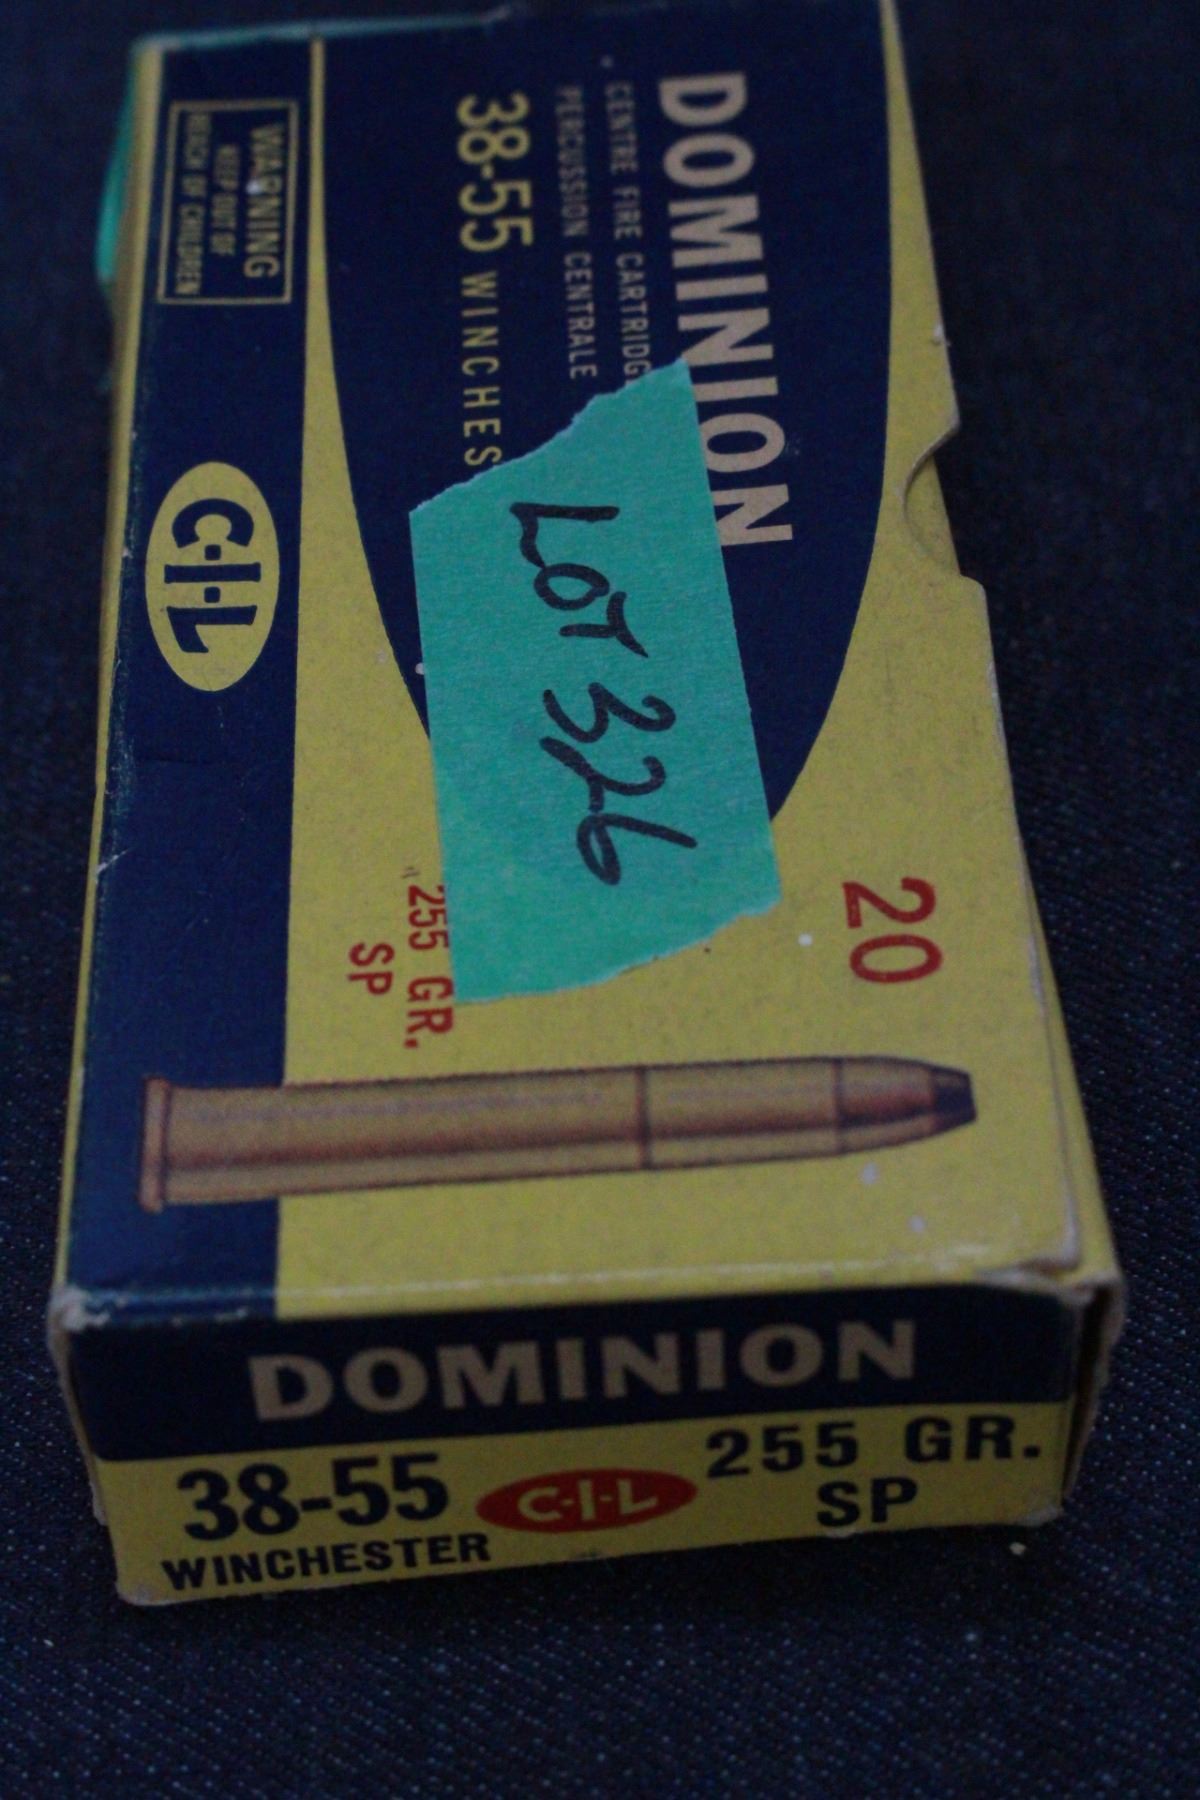 DOMINION
CENTRE FIRE CARTRIDG
PERCUSSION CENTRALE
38-55 WINCHES
LOT 326
20
255 GR.
SP
WARNING
KEEP OUT OF
REACH OF CHILDREN
C·I·L
DOMINION
38-55
WINCHESTER
C·I·L
255 GR.
SP